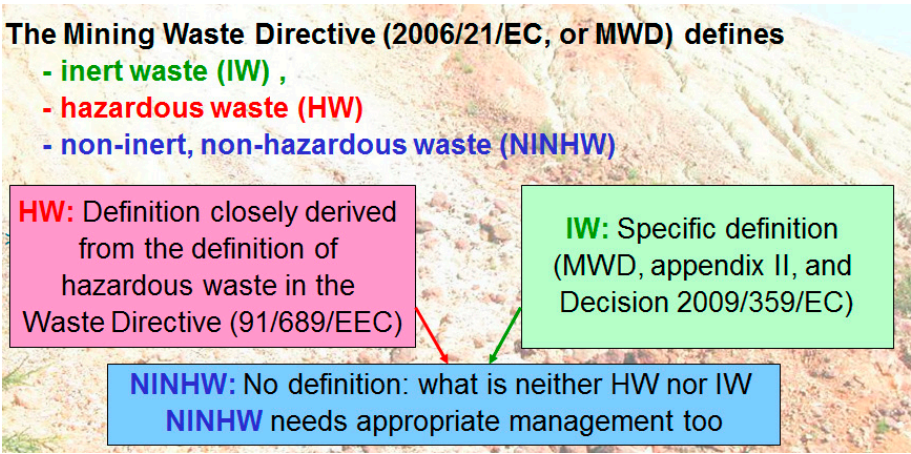 The Mining Waste Directive (2006/21/EC, or MWD) defines
- inert waste (IW) ,
- hazardous waste (HW)
- non-inert, non-hazardous waste (NINHW)
HW: Definition closely derived
from the definition of
hazardous waste in the
Waste Directive (91/689/EEC)
IW: Specific definition
(MWD, appendix II, and
Decision 2009/359/EC)
NINHW: No definition: what is neither HW nor IW
NINHW needs appropriate management too